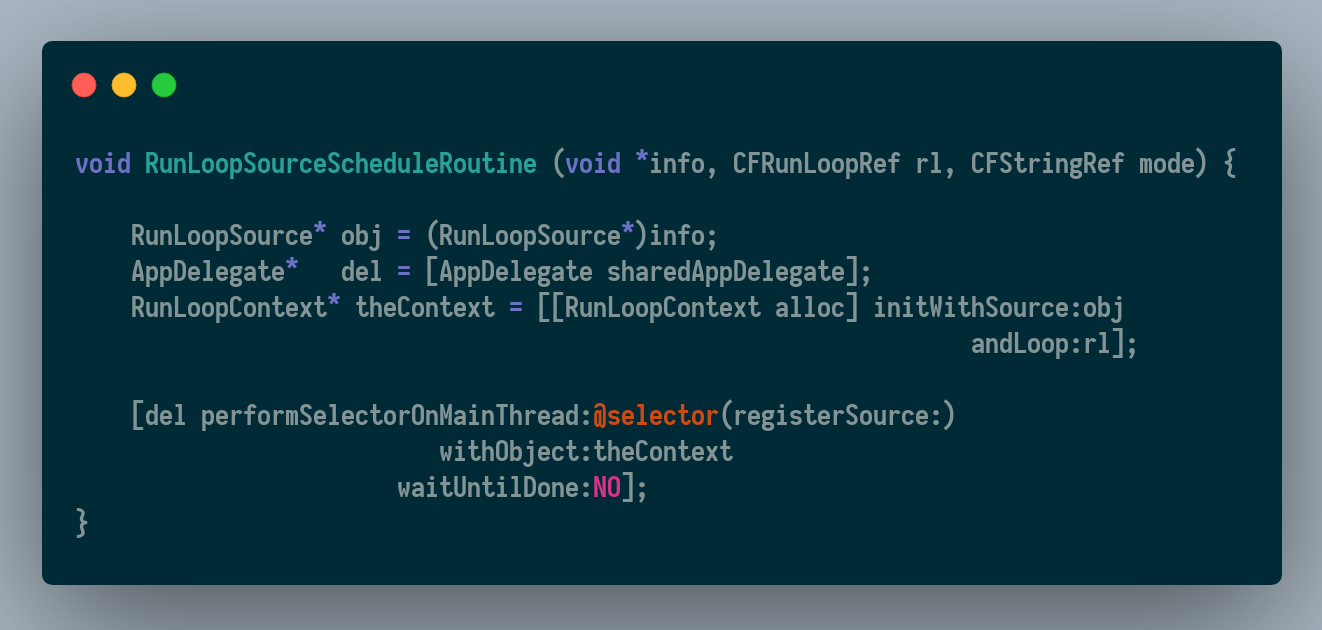 void RunLoopSourceScheduleRoutine (void *info, CFRunLoopRef rl, CFStringRef mode) {
RunLoopSource* obj = (RunLoopSource*)info;
AppDelegate*   del = [AppDelegate sharedAppDelegate];
RunLoopContext* theContext = [[RunLoopContext alloc] initWithSource:obj
andLoop:rl];
[del performSelectorOnMainThread:@selector(registerSource:)
withObject:theContext
waitUntilDone:NO];
}